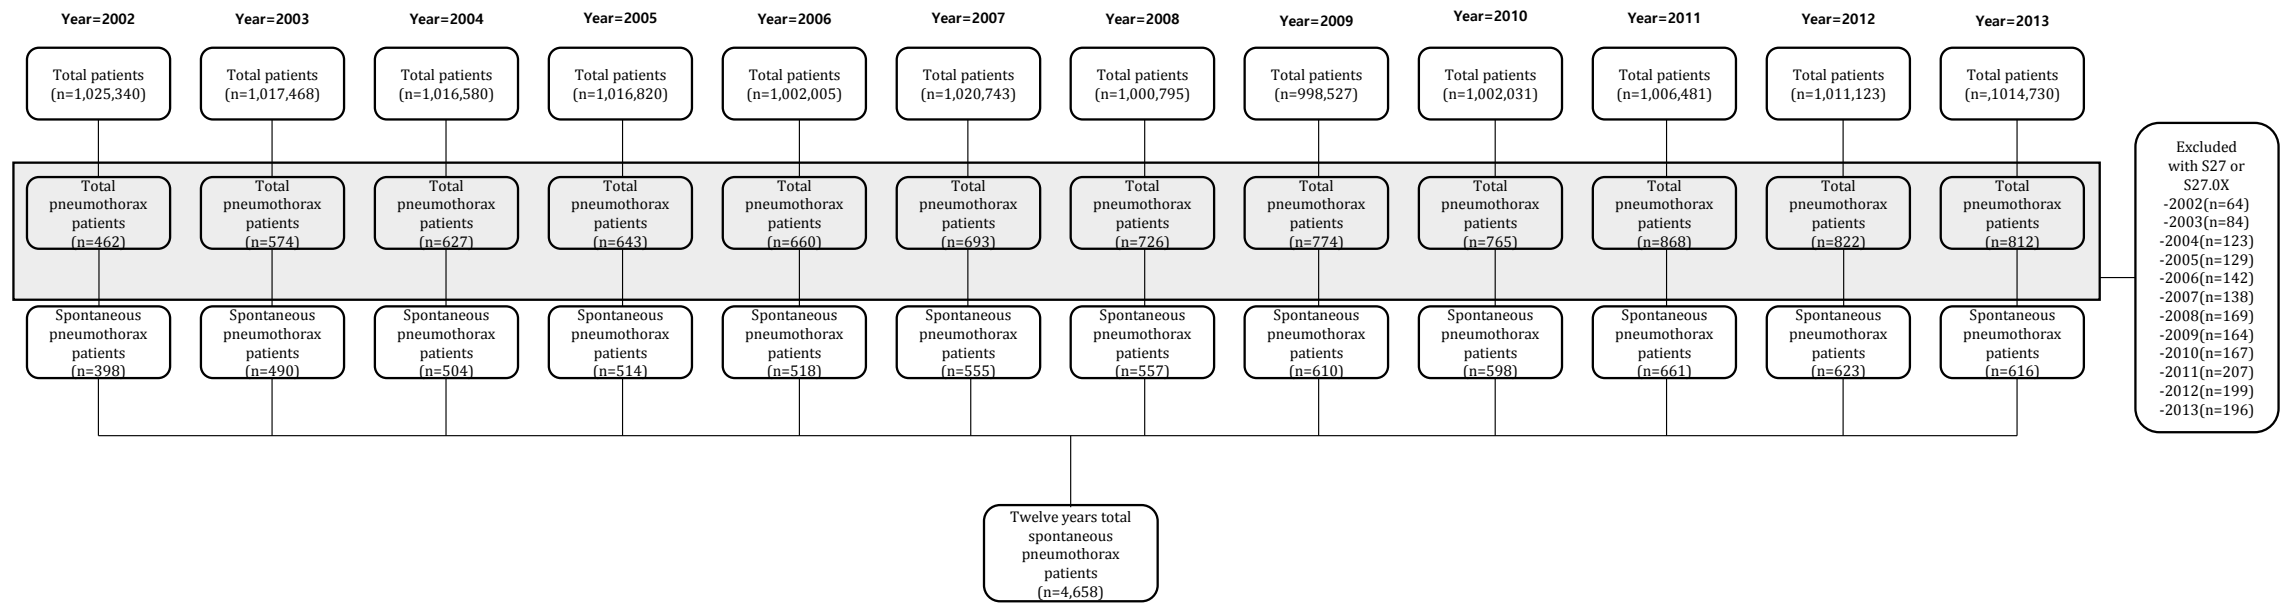 Year=2002
Year=2003
Year=2004
Year=2005
Year=2006
Year=2007
Year=2008
Year=2009
Year=2010
Year=2011
Year=2012
Year=2013
Total patients
(n=1,025,340)
Total patients
(n=1,017,468)
Total patients
(n=1,016,580)
Total patients
(n=1,016,820)
Total patients
(n=1,002,005)
Total patients
(n=1,020,743)
Total patients
(n=1,000,795)
Total patients
(n=998,527)
Total patients
(n=1,002,031)
Total patients
(n=1,006,481)
Total patients
(n=1,011,123)
Total patients
(n=,1014,730)
Total
pneumothorax
patients
(n=462)
Total
pneumothorax
patients
(n=574)
Total
pneumothorax
patients
(n=627)
Total
pneumothorax
patients
(n=643)
Total
pneumothorax
patients
(n=660)
Total
pneumothorax
patients
(n=693)
Total
pneumothorax
patients
(n=726)
Total
pneumothorax
patients
(n=774)
Total
pneumothorax
patients
(n=765)
Total
pneumothorax
patients
(n=868)
Total
pneumothorax
patients
(n=822)
Total
pneumothorax
patients
(n=812)
Excluded
with S27 or
S27.0X
-2002(n=64)
-2003(n=84)
-2004(n=123)
-2005(n=129)
-2006(n=142)
-2007(n=138)
-2008(n=169)
-2009(n=164)
-2010(n=167)
-2011(n=207)
-2012(n=199)
-2013(n=196)
Spontaneous
pneumothorax
patients
(n=398)
Spontaneous
pneumothorax
patients
(n=490)
Spontaneous
pneumothorax
patients
(n=504)
Spontaneous
pneumothorax
patients
(n=514)
Spontaneous
pneumothorax
patients
(n=518)
Spontaneous
pneumothorax
patients
(n=555)
Spontaneous
pneumothorax
patients
(n=557)
Spontaneous
pneumothorax
patients
(n=610)
Spontaneous
pneumothorax
patients
(n=598)
Spontaneous
pneumothorax
patients
(n=661)
Spontaneous
pneumothorax
patients
(n=623)
Spontaneous
pneumothorax
patients
(n=616)
Twelve years total
spontaneous
pneumothorax
patients
(n=4,658)